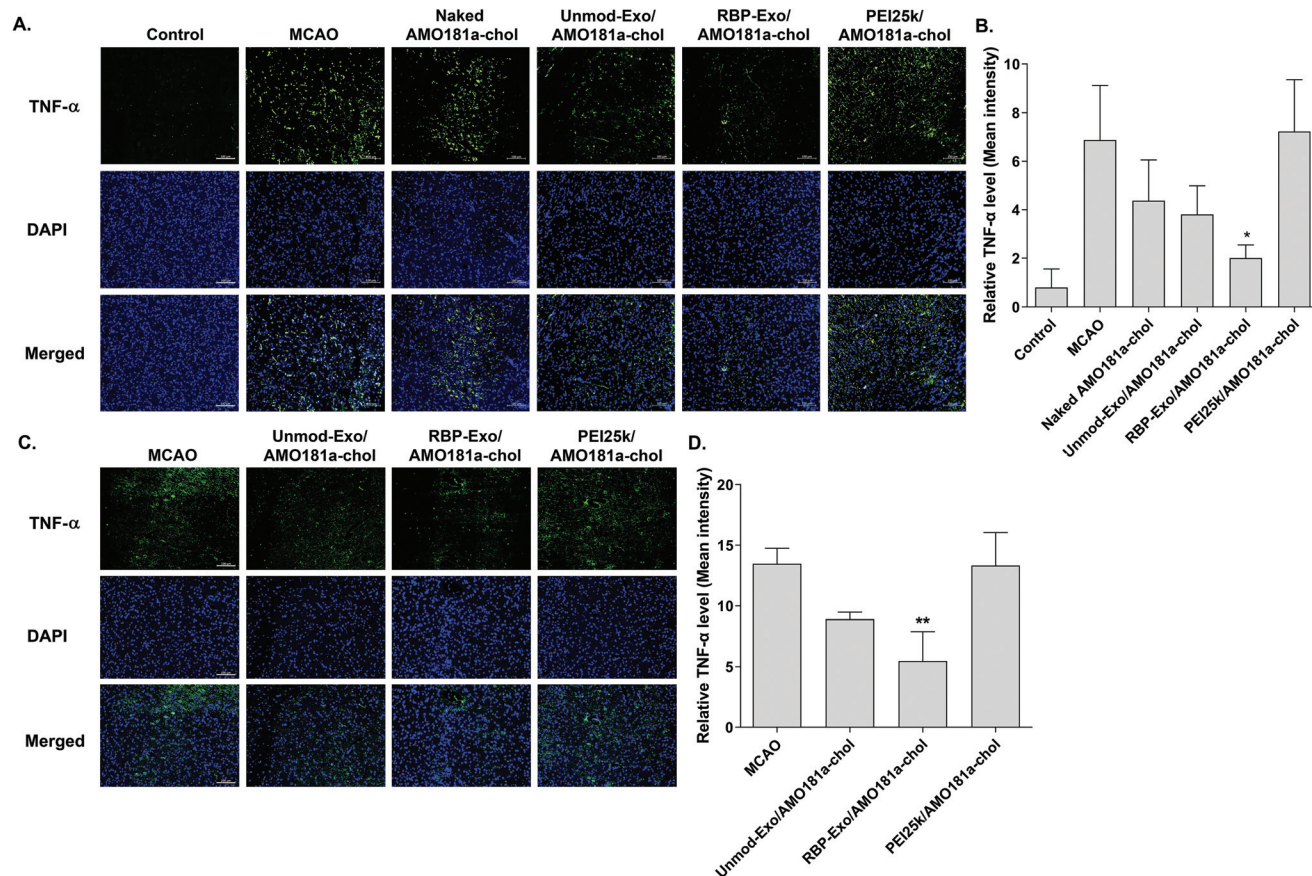 A.
Control
MCAO
Naked
AMO181a-chol
Unmod-Exo/
AMO181a-chol
RBP-Exo/
AMO181a-chol
PEI25k/
AMO181a-chol
TNF-α
DAPI
Merged
B.
Relative TNF-α level (Mean intensity)
10
8
6
4
2
0
*
Control
MCAO
Naked AMO181a-chol
Unmod-Exo/AMO181a-chol
RBP-Exo/AMO181a-chol
PEI25k/AMO181a-chol
C.
MCAO
Unmod-Exo/
AMO181a-chol
RBP-Exo/
AMO181a-chol
PEI25k/
AMO181a-chol
TNF-α
DAPI
Merged
D.
Relative TNF-α level (Mean intensity)
20
15
10
5
0
**
MCAO
Unmod-Exo/AMO181a-chol
RBP-Exo/AMO181a-chol
PEI25k/AMO181a-chol